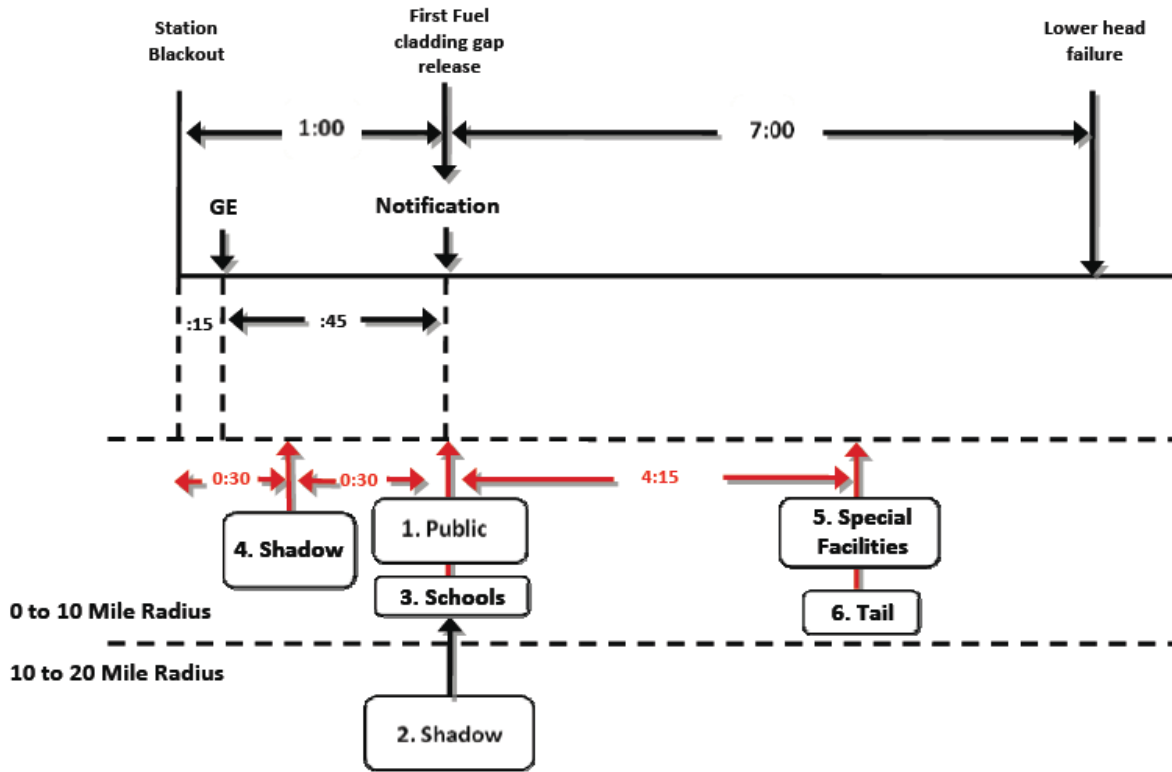 Station
Blackout
First Fuel
cladding gap
release
Lower head
failure
1:00
7:00
GE
Notification
:15
:45
0:30
0:30
4:15
4. Shadow
1. Public
5. Special
Facilities
3. Schools
6. Tail
0 to 10 Mile Radius
10 to 20 Mile Radius
2. Shadow